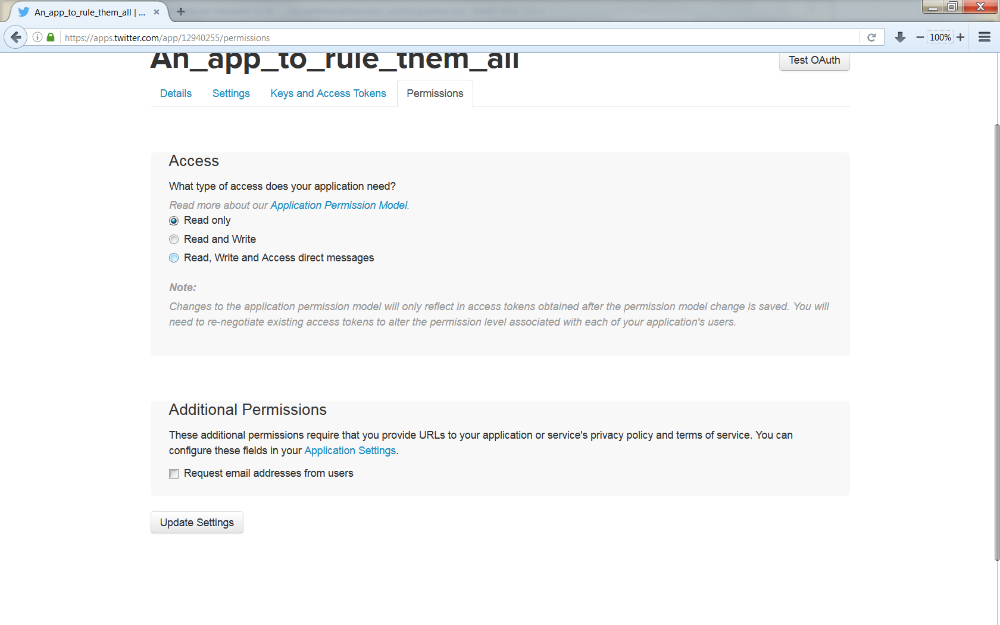 An_app_to_rule_them_all | ...
https://apps.twitter.com/app/12940255/permissions
100%
An_app_to_rule_them_all
Test OAuth
Details Settings Keys and Access Tokens Permissions
Access
What type of access does your application need?
Read more about our Application Permission Model.
Read only
Read and Write
Read, Write and Access direct messages
Note:
Changes to the application permission model will only reflect in access tokens obtained after the permission model change is saved. You will
need to re-negotiate existing access tokens to alter the permission level associated with each of your application's users.
Additional Permissions
These additional permissions require that you provide URLs to your application or service's privacy policy and terms of service. You can
configure these fields in your Application Settings.
Request email addresses from users
Update Settings